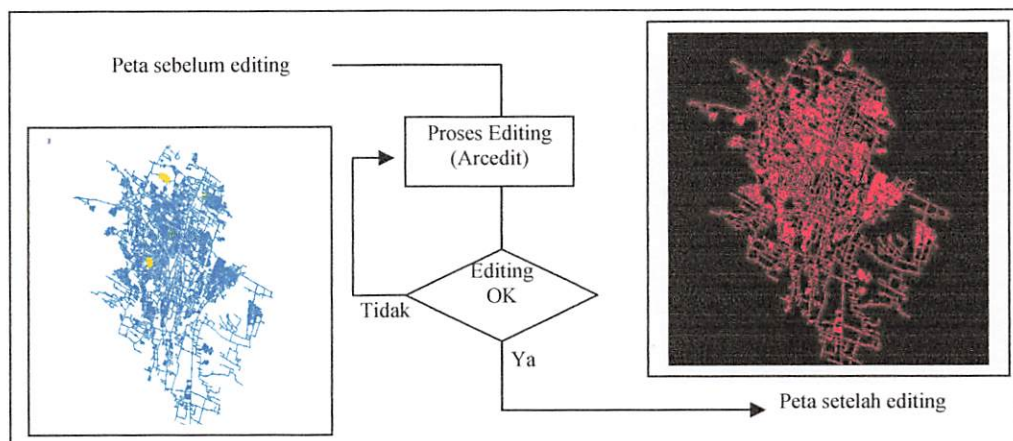 Peta sebelum editing
Proses Editing
(Arcedit)
Editing
OK
Tidak
Ya
Peta setelah editing